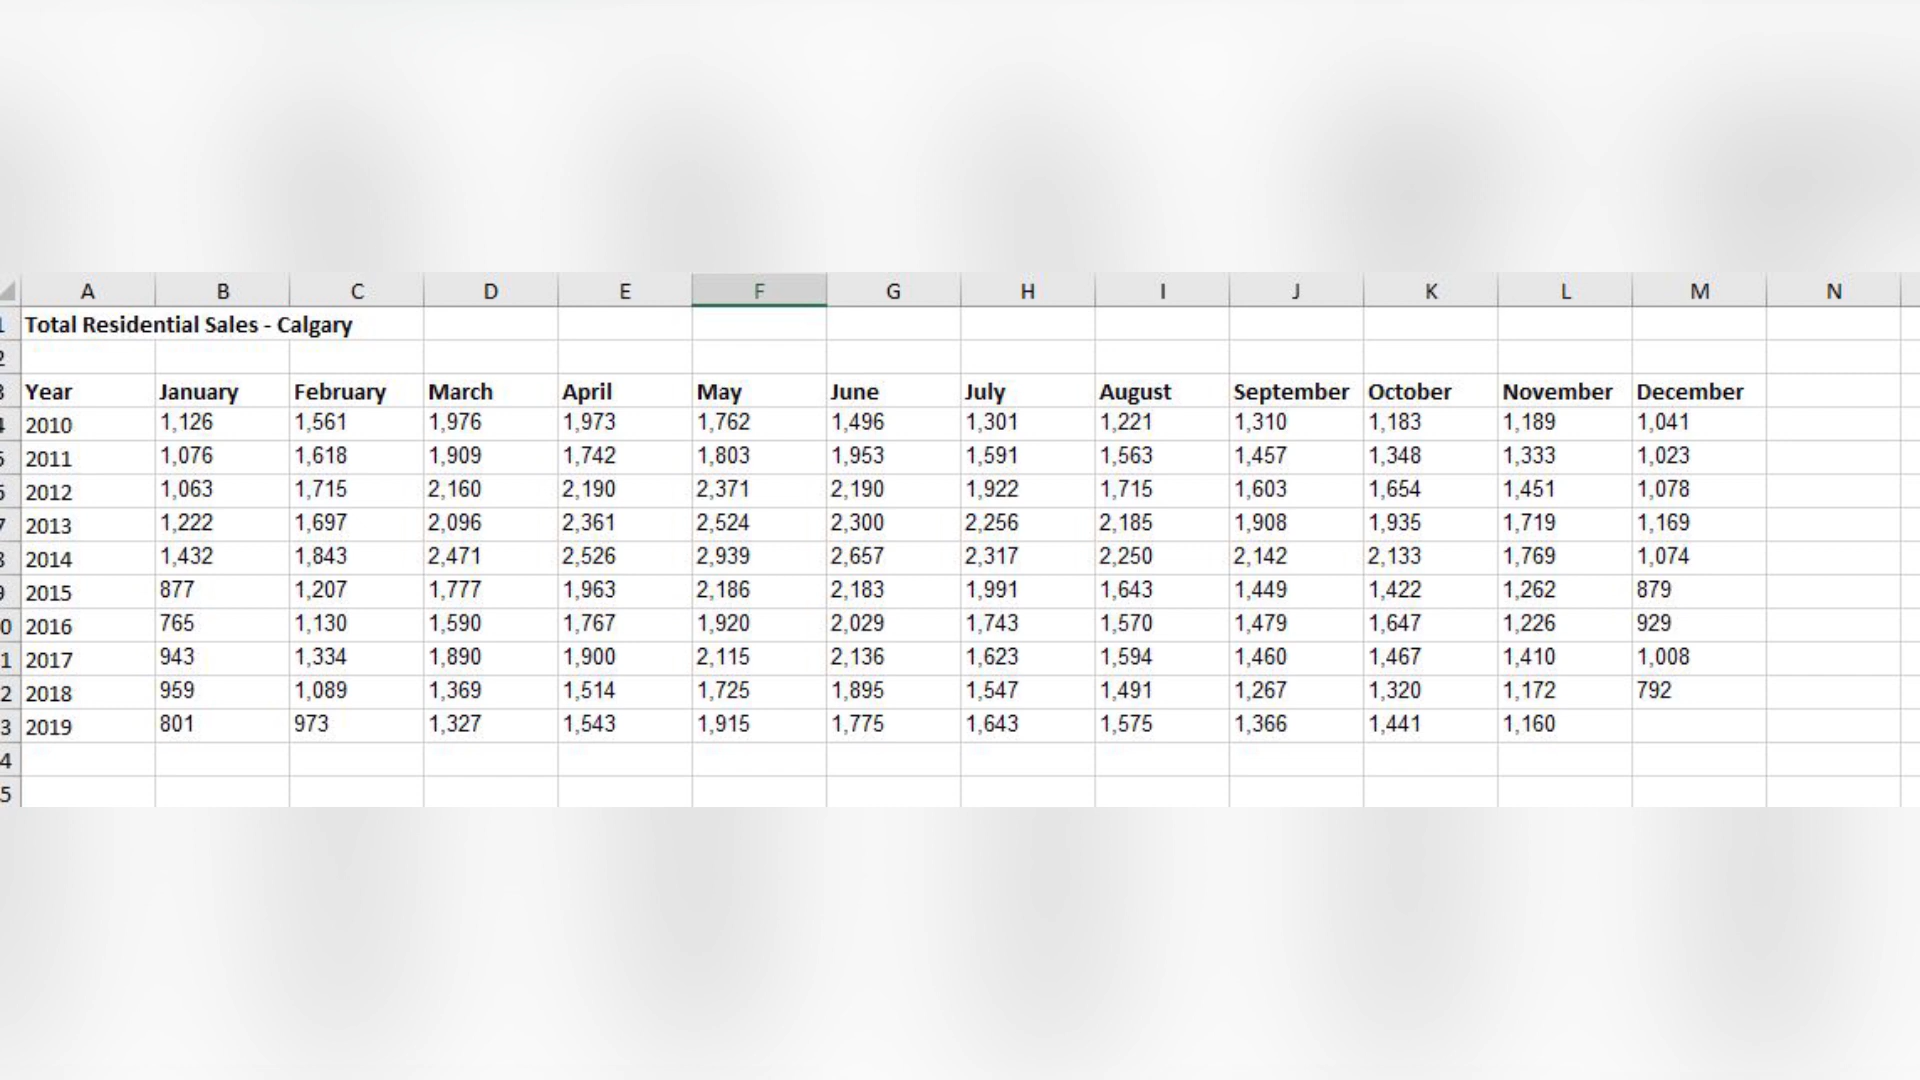 A B C D E F G H I J K L M N
1 Total Residential Sales - Calgary
2
3 Year January February March April May June July August September October November December
4 2010 1,126 1,561 1,976 1,973 1,762 1,496 1,301 1,221 1,310 1,183 1,189 1,041
5 2011 1,076 1,618 1,909 1,742 1,803 1,953 1,591 1,563 1,457 1,348 1,333 1,023
6 2012 1,063 1,715 2,160 2,190 2,371 2,190 1,922 1,715 1,603 1,654 1,451 1,078
7 2013 1,222 1,697 2,096 2,361 2,524 2,300 2,256 2,185 1,908 1,935 1,719 1,169
8 2014 1,432 1,843 2,471 2,526 2,939 2,657 2,317 2,250 2,142 2,133 1,769 1,074
9 2015 877 1,207 1,777 1,963 2,186 2,183 1,991 1,643 1,449 1,422 1,262 879
0 2016 765 1,130 1,590 1,767 1,920 2,029 1,743 1,570 1,479 1,647 1,226 929
1 2017 943 1,334 1,890 1,900 2,115 2,136 1,623 1,594 1,460 1,467 1,410 1,008
2 2018 959 1,089 1,369 1,514 1,725 1,895 1,547 1,491 1,267 1,320 1,172 792
3 2019 801 973 1,327 1,543 1,915 1,775 1,643 1,575 1,366 1,441 1,160
4
5